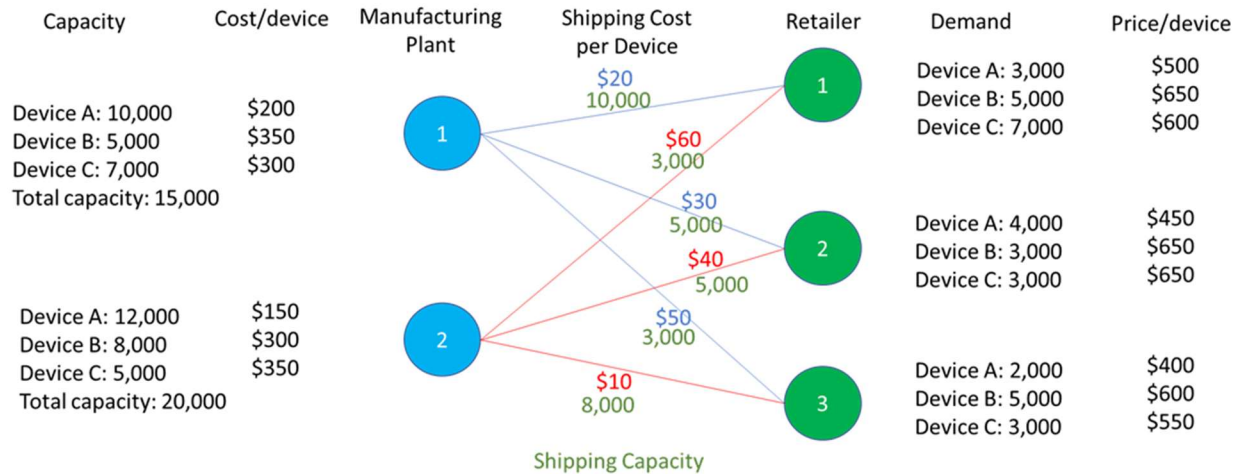 Capacity
Cost/device
Manufacturing
Plant
Shipping Cost
per Device
Retailer
Demand
Price/device
Device A: 10,000 $200
Device B: 5,000 $350
Device C: 7,000 $300
Total capacity: 15,000
1
$20
10,000
$60
3,000
$30
5,000
1
Device A: 3,000 $500
Device B: 5,000 $650
Device C: 7,000 $600
2
Device A: 4,000 $450
Device B: 3,000 $650
Device C: 3,000 $650
Device A: 12,000 $150
Device B: 8,000 $300
Device C: 5,000 $350
Total capacity: 20,000
2
$40
5,000
$50
3,000
$10
8,000
3
Device A: 2,000 $400
Device B: 5,000 $600
Device C: 3,000 $550
Shipping Capacity